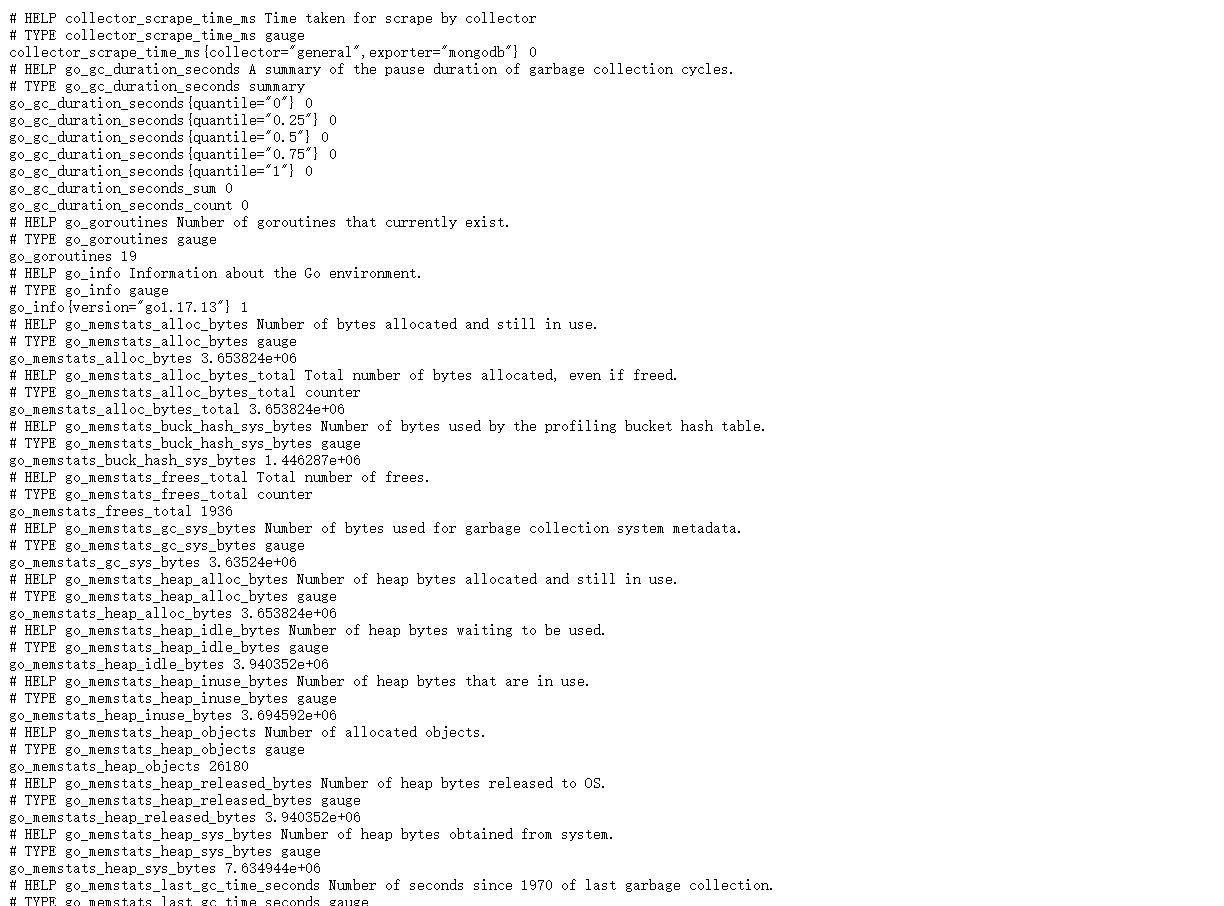 # HELP collector_scrape_time_ms Time taken for scrape by collector
# TYPE collector_scrape_time_ms gauge
collector_scrape_time_ms{collector="general",exporter="mongodb"} 0
# HELP go_gc_duration_seconds A summary of the pause duration of garbage collection cycles.
# TYPE go_gc_duration_seconds summary
go_gc_duration_seconds{quantile="0"} 0
go_gc_duration_seconds{quantile="0.25"} 0
go_gc_duration_seconds{quantile="0.5"} 0
go_gc_duration_seconds{quantile="0.75"} 0
go_gc_duration_seconds{quantile="1"} 0
go_gc_duration_seconds_sum 0
go_gc_duration_seconds_count 0
# HELP go_goroutines Number of goroutines that currently exist.
# TYPE go_goroutines gauge
go_goroutines 19
# HELP go_info Information about the Go environment.
# TYPE go_info gauge
go_info{version="go1.17.13"} 1
# HELP go_memstats_alloc_bytes Number of bytes allocated and still in use.
# TYPE go_memstats_alloc_bytes gauge
go_memstats_alloc_bytes 3.653824e+06
# HELP go_memstats_alloc_bytes_total Total number of bytes allocated, even if freed.
# TYPE go_memstats_alloc_bytes_total counter
go_memstats_alloc_bytes_total 3.653824e+06
# HELP go_memstats_buck_hash_sys_bytes Number of bytes used by the profiling bucket hash table.
# TYPE go_memstats_buck_hash_sys_bytes gauge
go_memstats_buck_hash_sys_bytes 1.446287e+06
# HELP go_memstats_frees_total Total number of frees.
# TYPE go_memstats_frees_total counter
go_memstats_frees_total 1936
# HELP go_memstats_gc_sys_bytes Number of bytes used for garbage collection system metadata.
# TYPE go_memstats_gc_sys_bytes gauge
go_memstats_gc_sys_bytes 3.63524e+06
# HELP go_memstats_heap_alloc_bytes Number of heap bytes allocated and still in use.
# TYPE go_memstats_heap_alloc_bytes gauge
go_memstats_heap_alloc_bytes 3.653824e+06
# HELP go_memstats_heap_idle_bytes Number of heap bytes waiting to be used.
# TYPE go_memstats_heap_idle_bytes gauge
go_memstats_heap_idle_bytes 3.940352e+06
# HELP go_memstats_heap_inuse_bytes Number of heap bytes that are in use.
# TYPE go_memstats_heap_inuse_bytes gauge
go_memstats_heap_inuse_bytes 3.694592e+06
# HELP go_memstats_heap_objects Number of allocated objects.
# TYPE go_memstats_heap_objects gauge
go_memstats_heap_objects 26180
# HELP go_memstats_heap_released_bytes Number of heap bytes released to OS.
# TYPE go_memstats_heap_released_bytes gauge
go_memstats_heap_released_bytes 3.940352e+06
# HELP go_memstats_heap_sys_bytes Number of heap bytes obtained from system.
# TYPE go_memstats_heap_sys_bytes gauge
go_memstats_heap_sys_bytes 7.634944e+06
# HELP go_memstats_last_gc_time_seconds Number of seconds since 1970 of last garbage collection.
# TYPE go_memstats_last_gc_time_seconds gauge